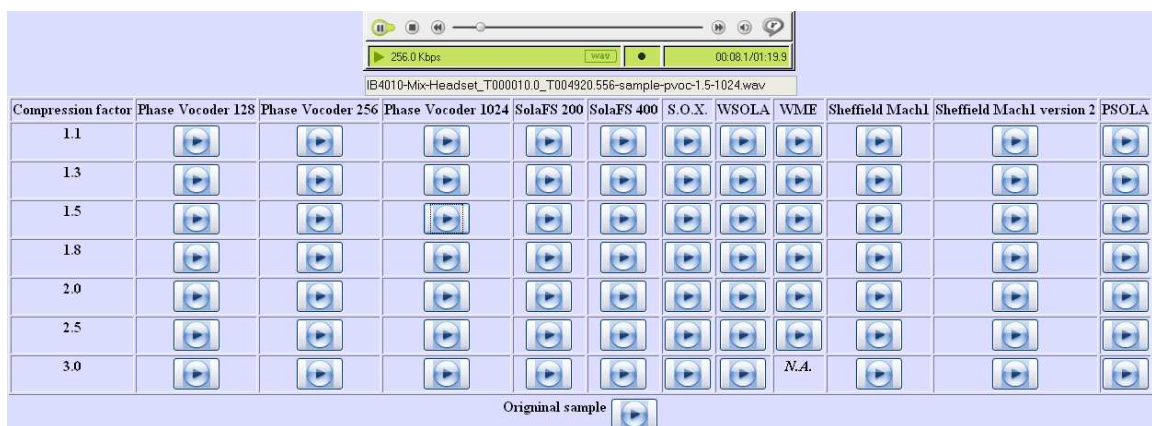 256.0 Kbps wav 00:08.1/01:19.9
IB4010-Mix-Headset_T000010.0_T004920.556-sample-pvoc-1.5-1024.wav
Compression factor Phase Vocoder 128 Phase Vocoder 256 Phase Vocoder 1024 SolaFS 200 SolaFS 400 S.O.X. WSOLA WME Sheffield Mach1 Sheffield Mach1 version 2 PSOLA
1.1
1.3
1.5
1.8
2.0
2.5
3.0 N.A.
Origninal sample